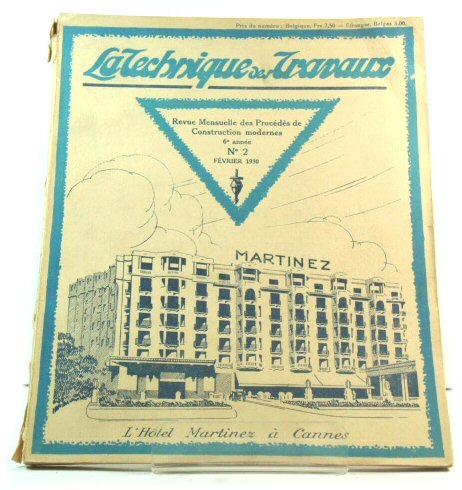 Prix du numéro : Belgique, Frs 7,50 — Etranger, Belgas 3,00.
La Technique des Travaux
Revue Mensuelle des Procédés de
Construction modernes
6e année
No 2
FÉVRIER 1930
MARTINEZ
L'Hôtel Martinez à Cannes